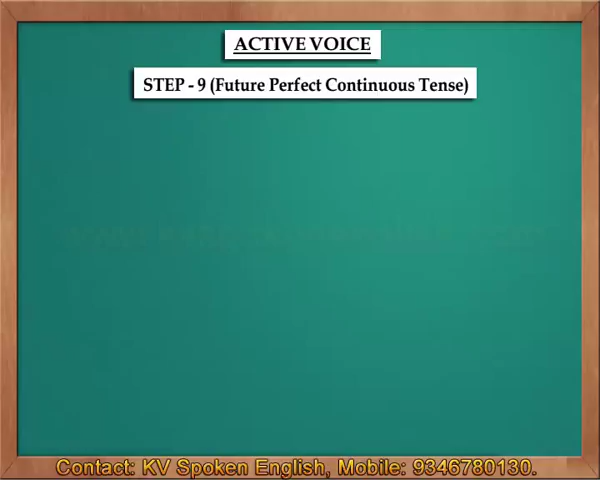 ACTIVE VOICE
STEP - 9 (Future Perfect Continuous Tense)
Contact: KV Spoken English, Mobile: 9346780130.